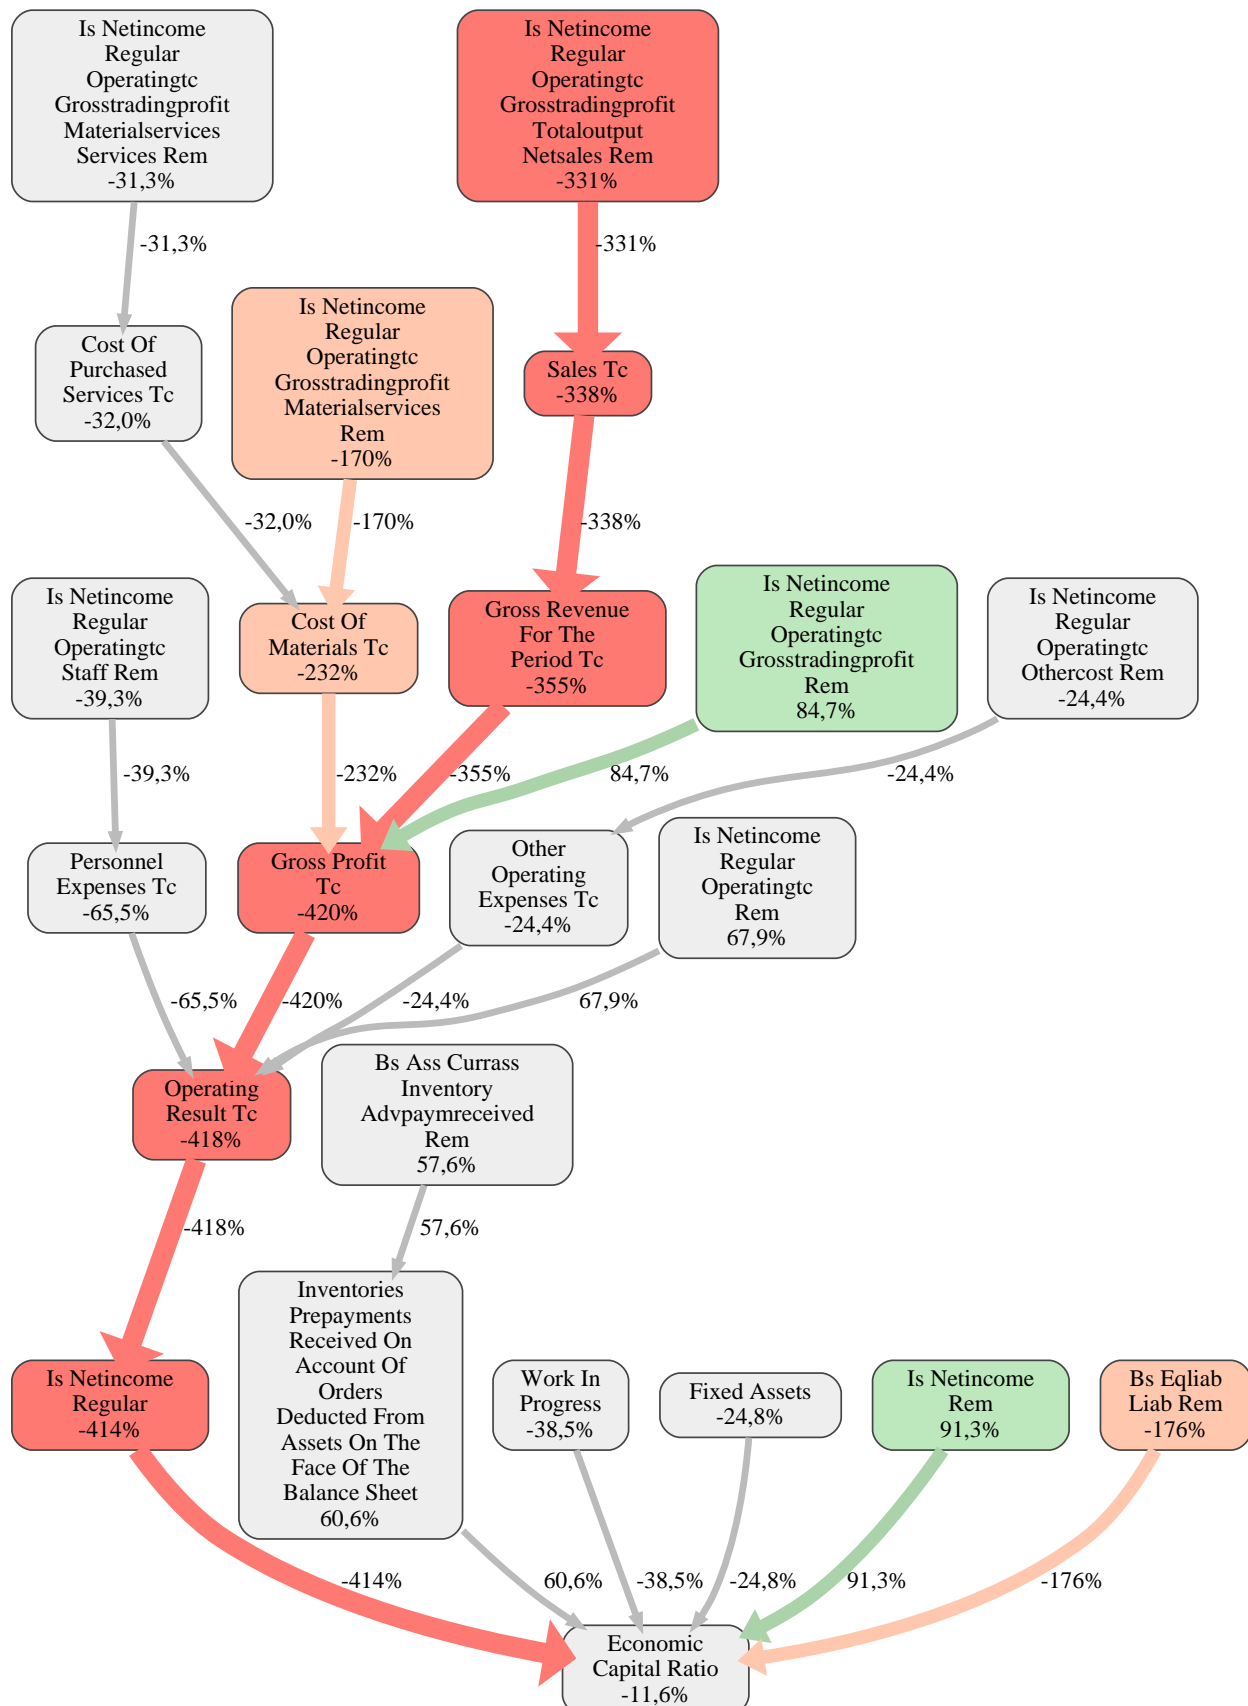 Is Netincome
Regular
Operatingtc
Grosstradingprofit
Materialservices
Services Rem
-31,3%
Is Netincome
Regular
Operatingtc
Grosstradingprofit
Totaloutput
Netsales Rem
-331%
-31,3%
-331%
Is Netincome
Regular
Operatingtc
Grosstradingprofit
Materialservices
Rem
-170%
Cost Of
Purchased
Services Tc
-32,0%
Sales Tc
-338%
-32,0%
-170%
-338%
Is Netincome
Regular
Operatingtc
Staff Rem
-39,3%
Cost Of
Materials Tc
-232%
Gross Revenue
For The
Period Tc
-355%
Is Netincome
Regular
Operatingtc
Grosstradingprofit
Rem
84,7%
Is Netincome
Regular
Operatingtc
Othercost Rem
-24,4%
-39,3%
-232%
-355%
84,7%
-24,4%
Personnel
Expenses Tc
-65,5%
Gross Profit
Tc
-420%
Other
Operating
Expenses Tc
-24,4%
Is Netincome
Regular
Operatingtc
Rem
67,9%
-65,5%
-420%
-24,4%
67,9%
Operating
Result Tc
-418%
Bs Ass Currass
Inventory
Advpaymreceived
Rem
57,6%
-418%
57,6%
Is Netincome
Regular
-414%
Inventories
Prepayments
Received On
Account Of
Orders
Deducted From
Assets On The
Face Of The
Balance Sheet
60,6%
Work In
Progress
-38,5%
Fixed Assets
-24,8%
Is Netincome
Rem
91,3%
Bs Eqliab
Liab Rem
-176%
-414%
60,6%
-38,5%
-24,8%
91,3%
-176%
Economic
Capital Ratio
-11,6%